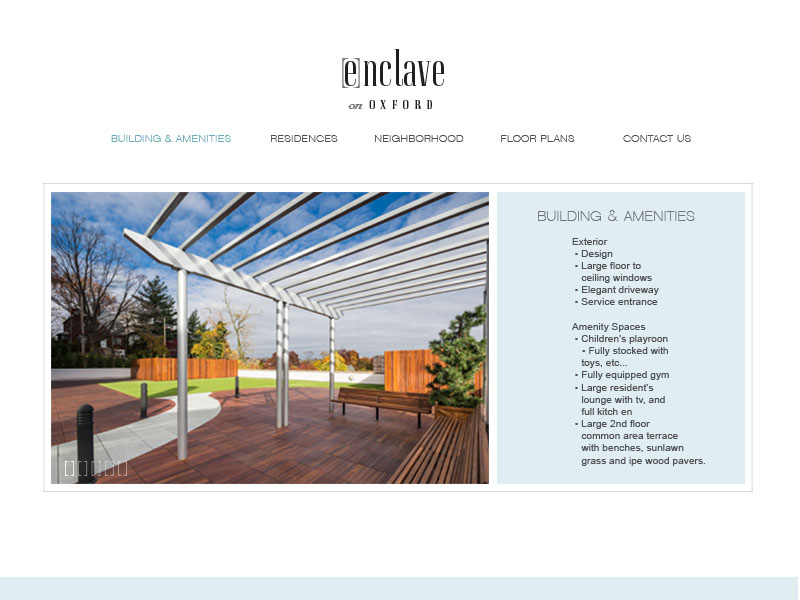 [e]nclave
on OXFORD
BUILDING & AMENITIES RESIDENCES NEIGHBORHOOD FLOOR PLANS CONTACT US
BUILDING & AMENITIES
Exterior
- Design
- Large floor to
ceiling windows
- Elegant driveway
- Service entrance
Amenity Spaces
- Children's playroon
- Fully stocked with
toys, etc...
- Fully equipped gym
- Large resident's
lounge with tv, and
full kitch en
- Large 2nd floor
common area terrace
with benches, sunlawn
grass and ipe wood pavers.